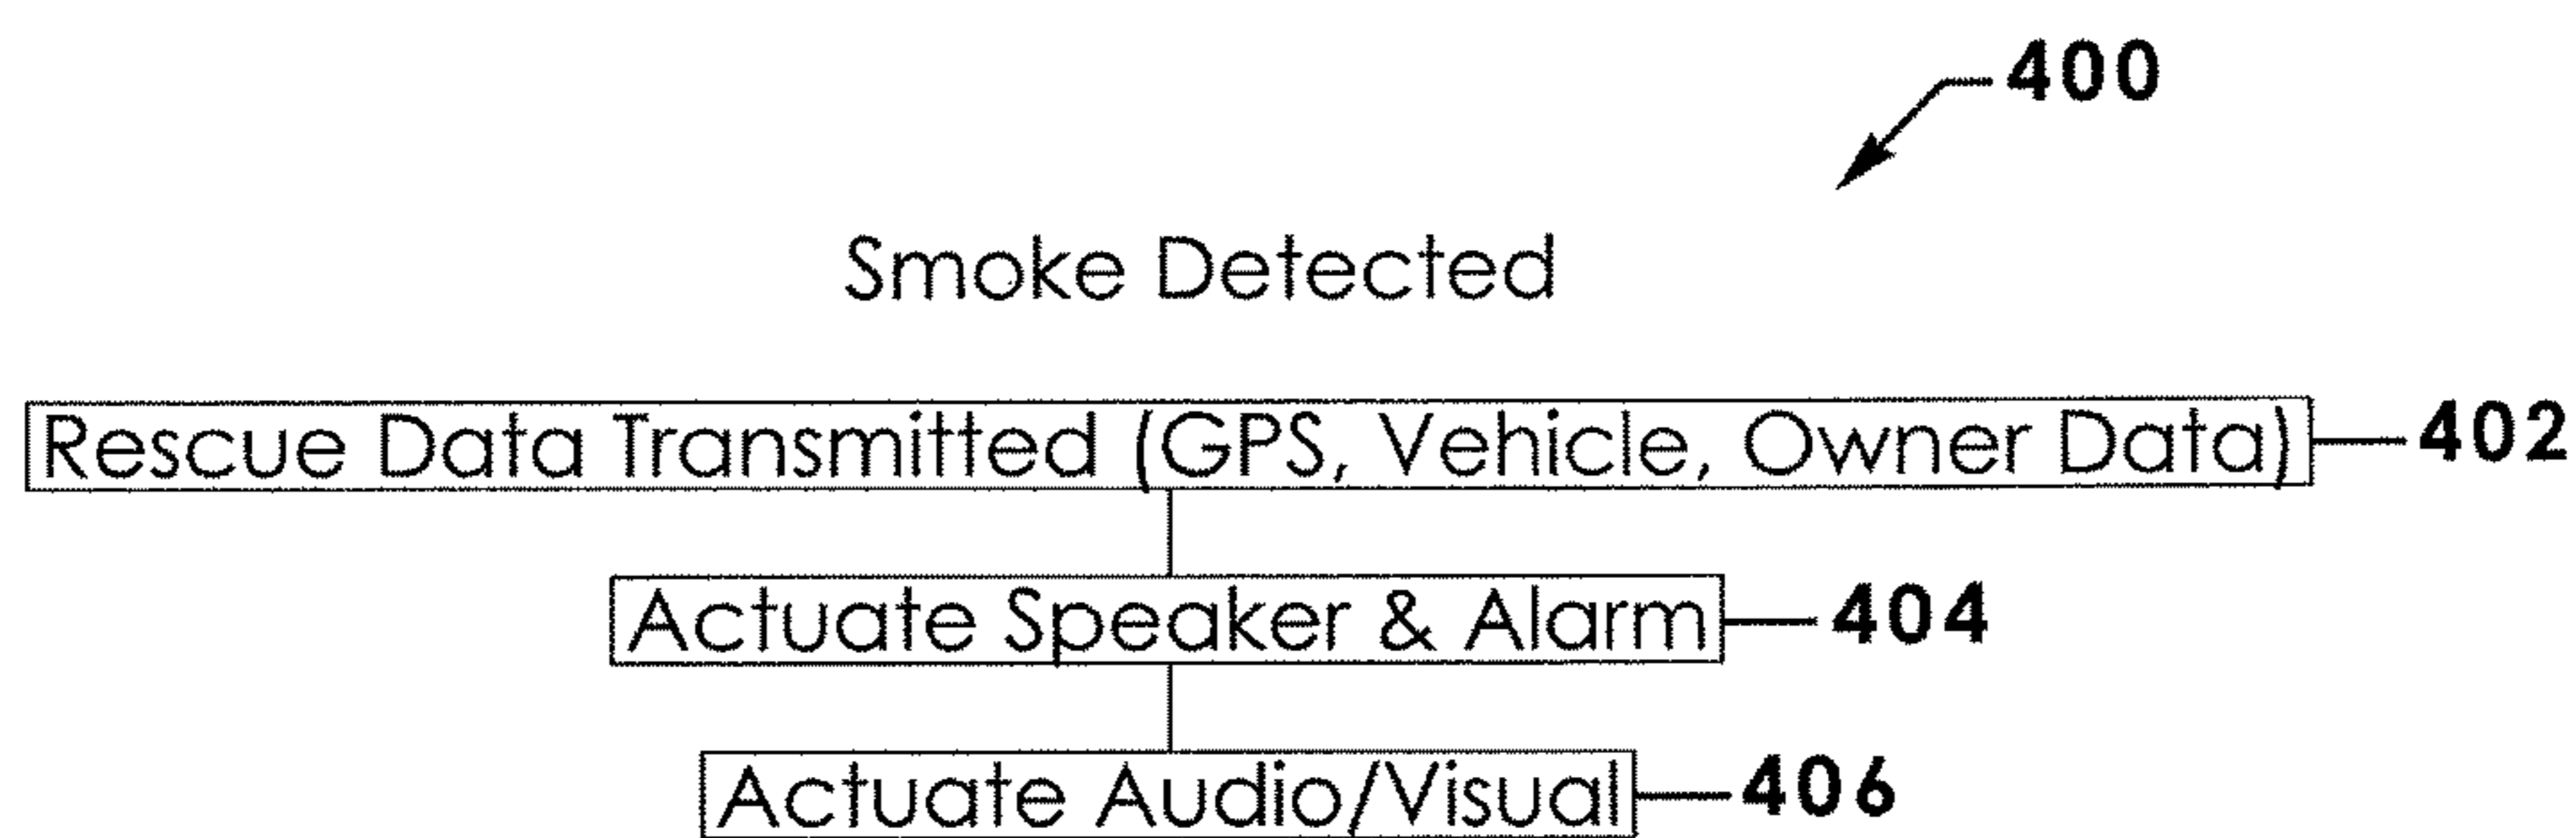 400
Smoke Detected
Rescue Data Transmitted (GPS, Vehicle, Owner Data) 402
Actuate Speaker & Alarm 404
Actuate Audio/Visual 406